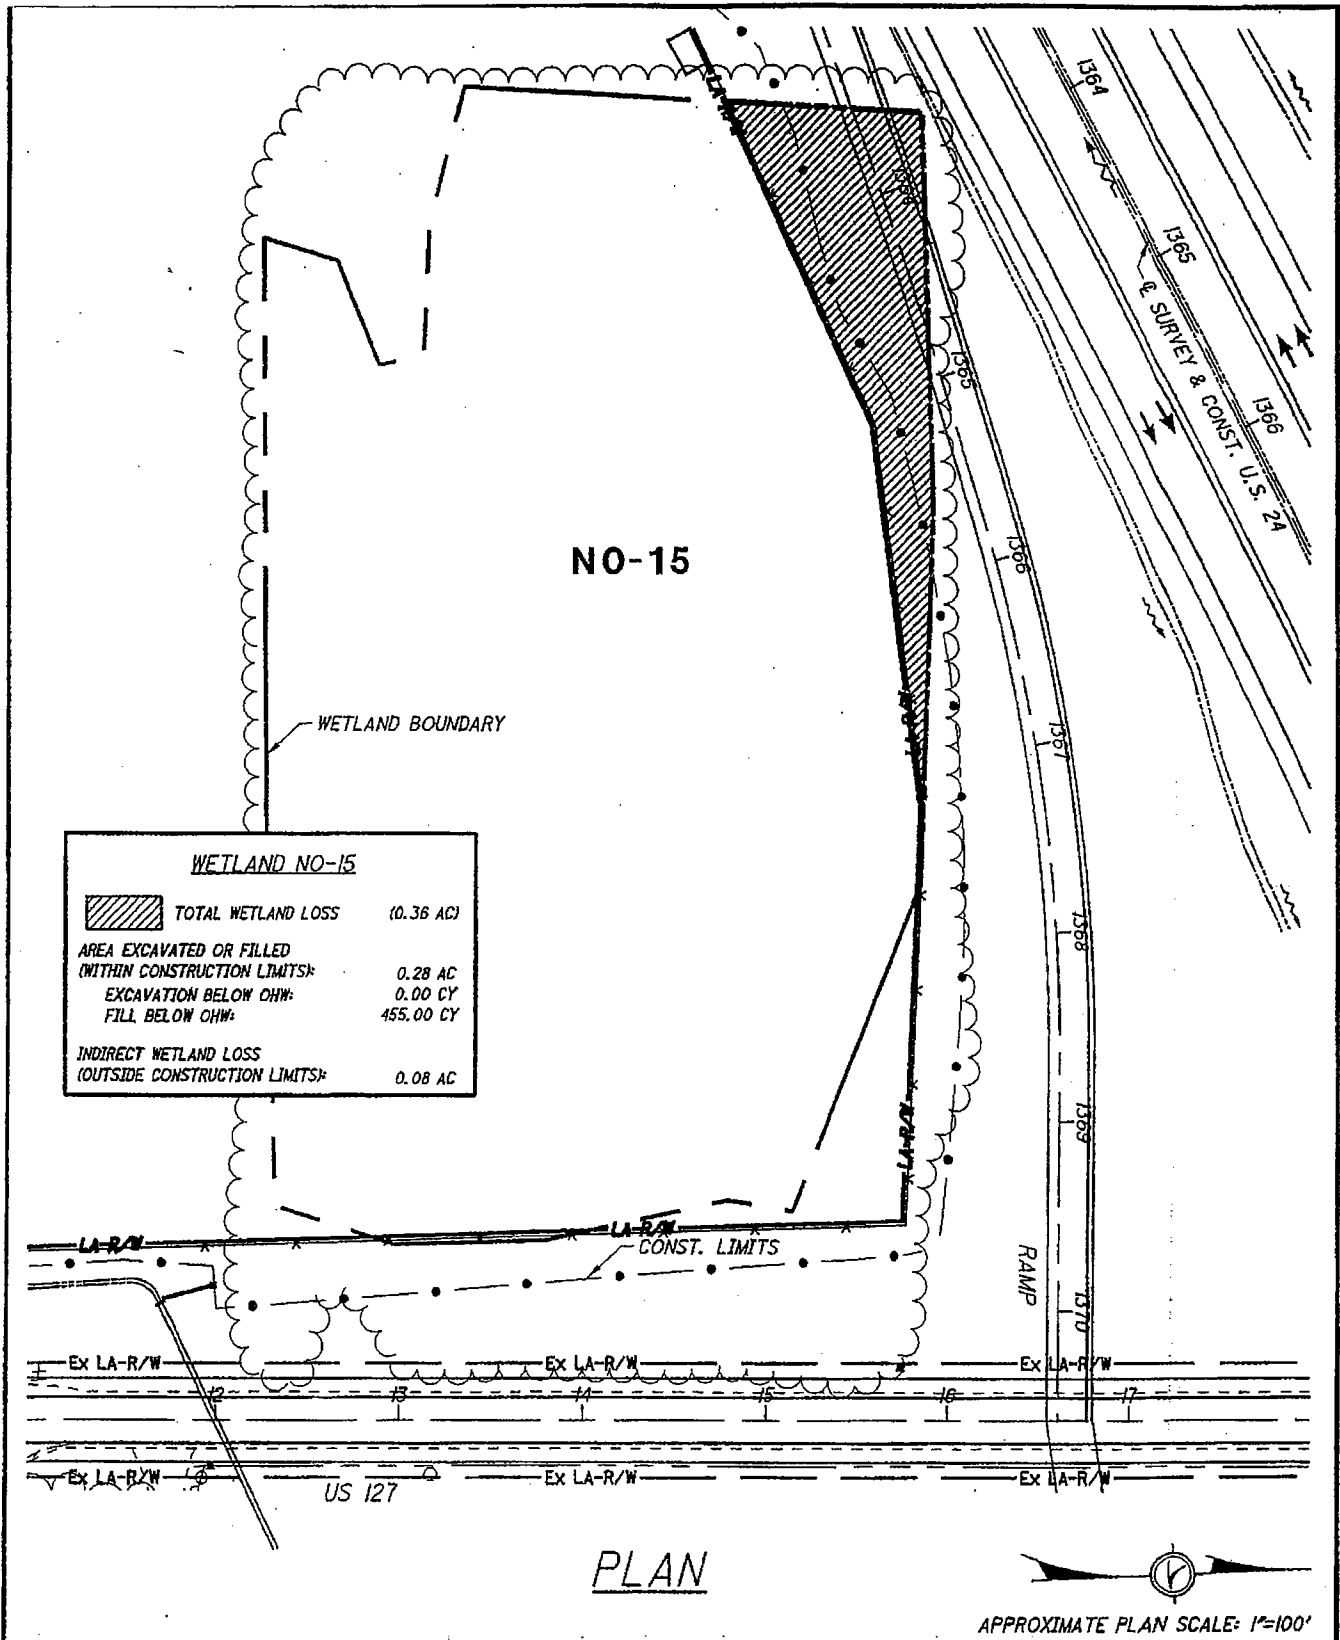 LA-R/W
1364
1365
1366
℄ SURVEY & CONST. U.S. 24
1364
1365
1366
1367
1368
1369
1370
RAMP
NO-15
LA-R/W
WETLAND BOUNDARY
WETLAND NO-15
TOTAL WETLAND LOSS (0.36 AC)
AREA EXCAVATED OR FILLED
(WITHIN CONSTRUCTION LIMITS): 0.28 AC
EXCAVATION BELOW OHW: 0.00 CY
FILL BELOW OHW: 455.00 CY
INDIRECT WETLAND LOSS
(OUTSIDE CONSTRUCTION LIMITS): 0.08 AC
LA-R/W
LA-R/W
LA-R/W
CONST. LIMITS
Ex LA-R/W Ex LA-R/W Ex LA-R/W
12 13 14 15 16 17
Ex LA-R/W Ex LA-R/W Ex LA-R/W
US 127
PLAN
APPROXIMATE PLAN SCALE: 1"=100'